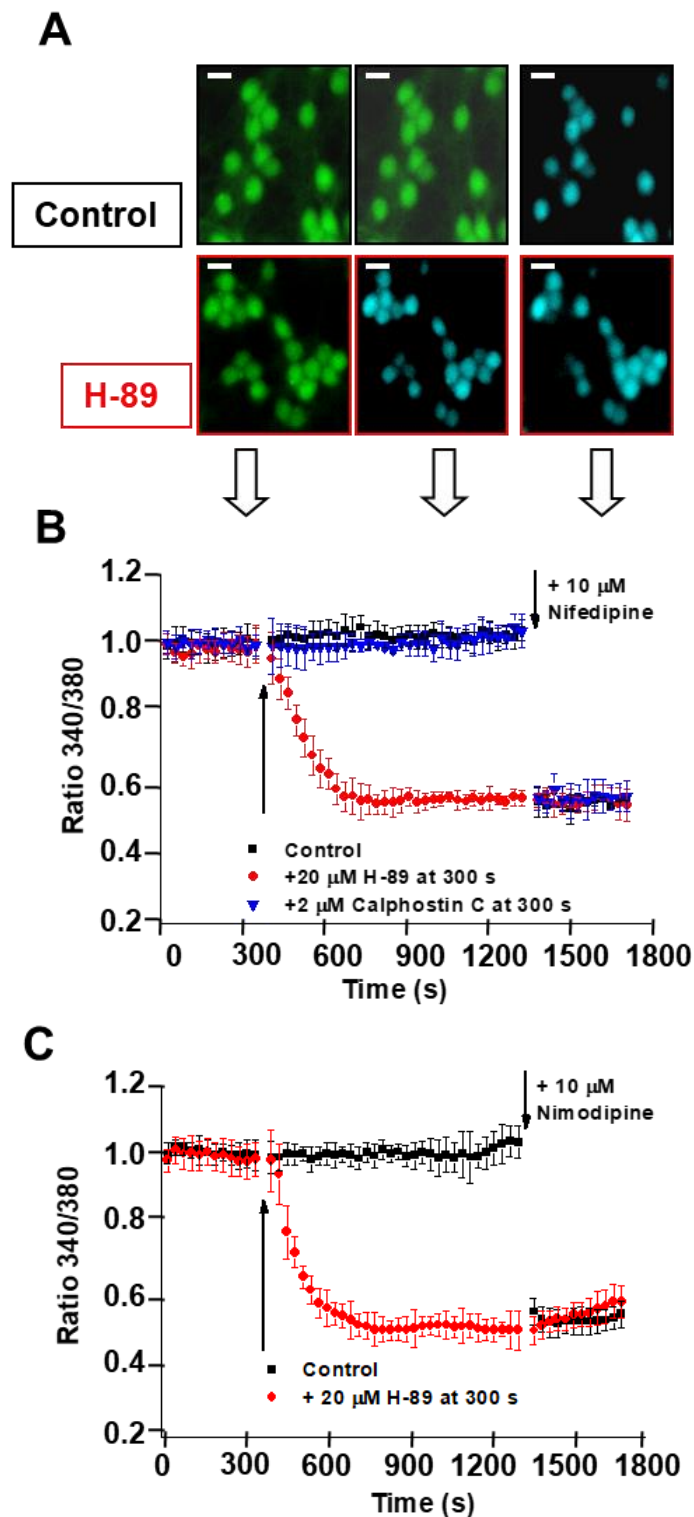 A
Control
H-89
B
1.2
1.0
0.8
0.6
0.4
0.2
Ratio 340/380
+ 10 µM
Nifedipine
Control
+20 µM H-89 at 300 s
+2 µM Calphostin C at 300 s
0 300 600 900 1200 1500 1800
Time (s)
C
1.2
1.0
0.8
0.6
0.4
0.2
Ratio 340/380
+ 10 µM
Nimodipine
Control
+ 20 µM H-89 at 300 s
0 300 600 900 1200 1500 1800
Time (s)